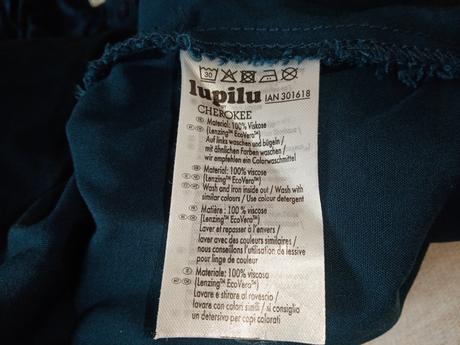 30
lupilu IAN 301618
BY
CHEROKEE
Material: 100% Viskose
(Lenzing™ EcoVero™)
Auf links waschen und bügeln /
mit ähnlichen Farben waschen /
wir empfehlen ein Colorwaschmittel
Material: 100% viscose
(Lenzing™ EcoVero™)
Wash and iron inside out / Wash with
similar colours / Use colour detergent
Matière : 100 % viscose
(Lenzing™ EcoVero™)
Laver et repasser à l'envers /
laver avec des couleurs similaires /
nous conseillons l'utilisation de lessive
pour linge de couleur
Materiale: 100% viscosa
(Lenzing™ EcoVero™)
Lavare e stirare al rovescio /
lavare con colori simili / si consiglia
un detersivo per capi colorati